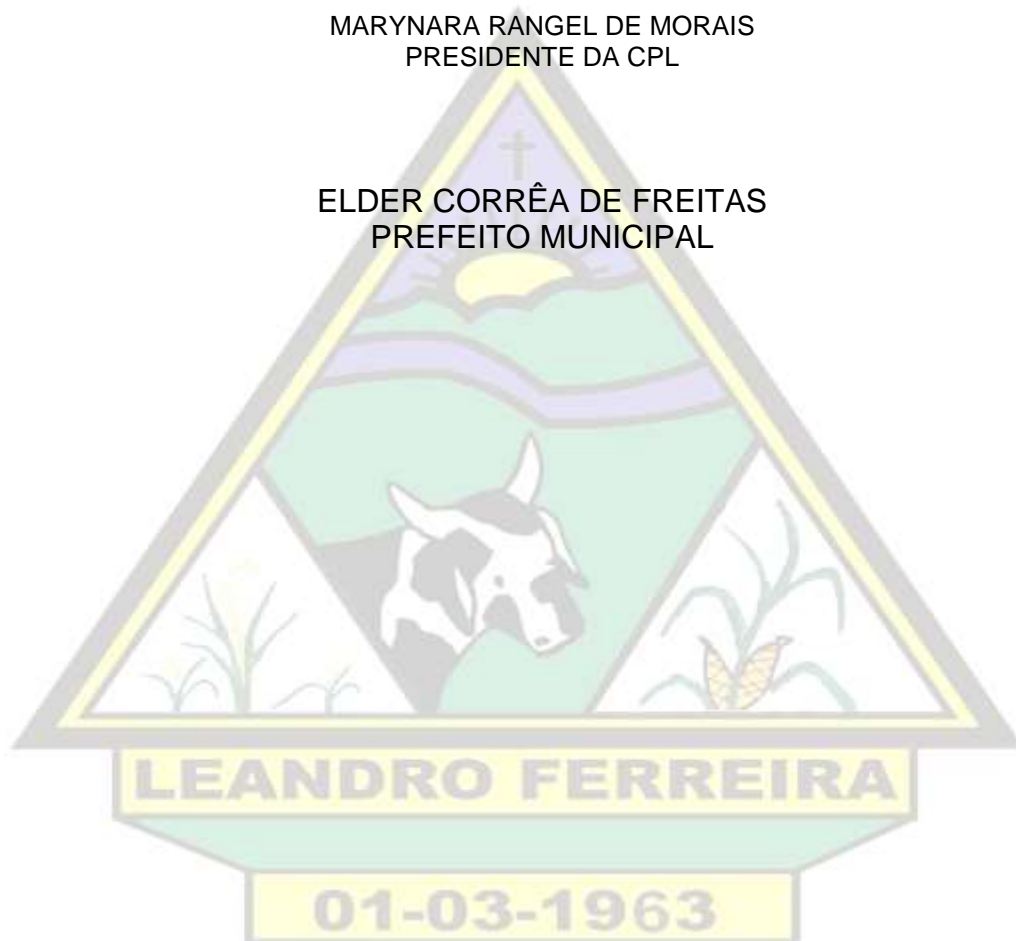 MARYNARA RANGEL DE MORAIS
PRESIDENTE DA CPL
ELDER CORRÊA DE FREITAS
PREFEITO MUNICIPAL
LEANDRO FERREIRA
01-03-1963